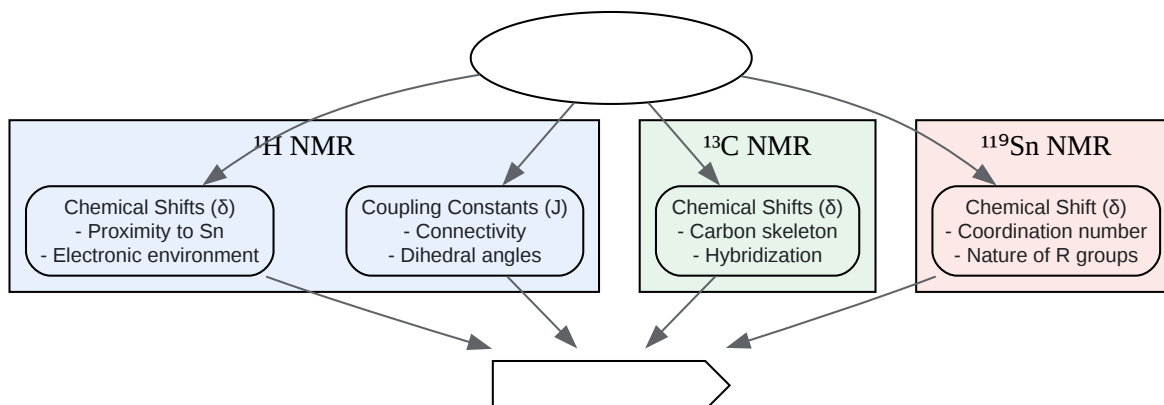 ¹H NMR
Chemical Shifts (δ)
- Proximity to Sn
- Electronic environment
Coupling Constants (J)
- Connectivity
- Dihedral angles
¹³C NMR
Chemical Shifts (δ)
- Carbon skeleton
- Hybridization
¹¹⁹Sn NMR
Chemical Shift (δ)
- Coordination number
- Nature of R groups